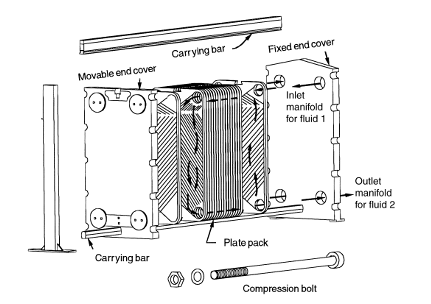 Carrying bar
Fixed end cover
Movable end cover
Inlet
manifold
for fluid 1
Outlet
manifold
for fluid 2
Plate pack
Carrying bar
Compression bolt